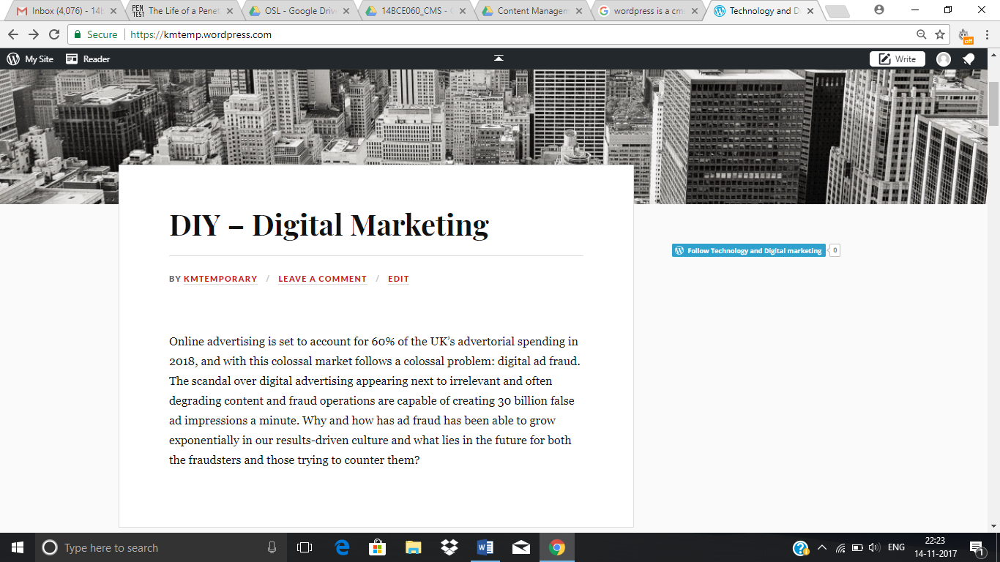 Inbox (4,076) - 14b
PEN TEST The Life of a Penet
OSL - Google Driv
14BCE060_CMS - G
Content Managem
wordpress is a cm
Technology and D
Secure https://kmtemp.wordpress.com
off
My Site Reader Write
DIY – Digital Marketing
Follow Technology and Digital marketing 0
BY KMTEMPORARY / LEAVE A COMMENT / EDIT
Online advertising is set to account for 60% of the UK’s advertorial spending in
2018, and with this colossal market follows a colossal problem: digital ad fraud.
The scandal over digital advertising appearing next to irrelevant and often
degrading content and fraud operations are capable of creating 30 billion false
ad impressions a minute. Why and how has ad fraud has been able to grow
exponentially in our results-driven culture and what lies in the future for both
the fraudsters and those trying to counter them?
Type here to search
ENG
22:23
14-11-2017
1